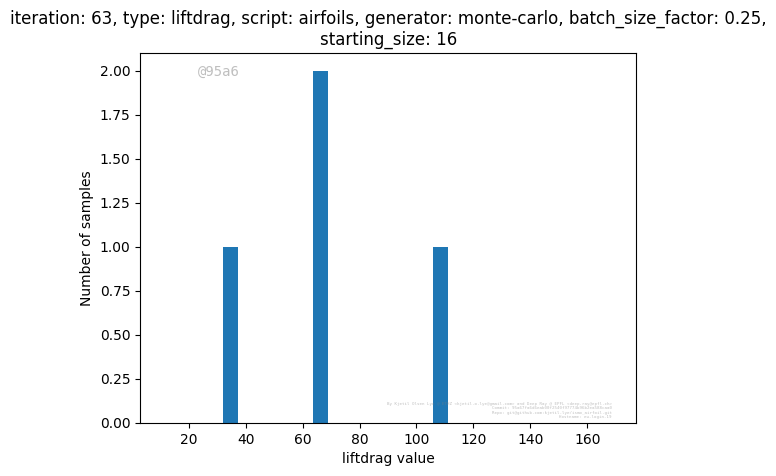 iteration: 63, type: liftdrag, script: airfoils, generator: monte-carlo, batch_size_factor: 0.25,
starting_size: 16
@95a6
2.00
1.75
1.50
1.25
1.00
0.75
0.50
0.25
0.00
Number of samples
20 40 60 80 100 120 140 160
liftdrag value